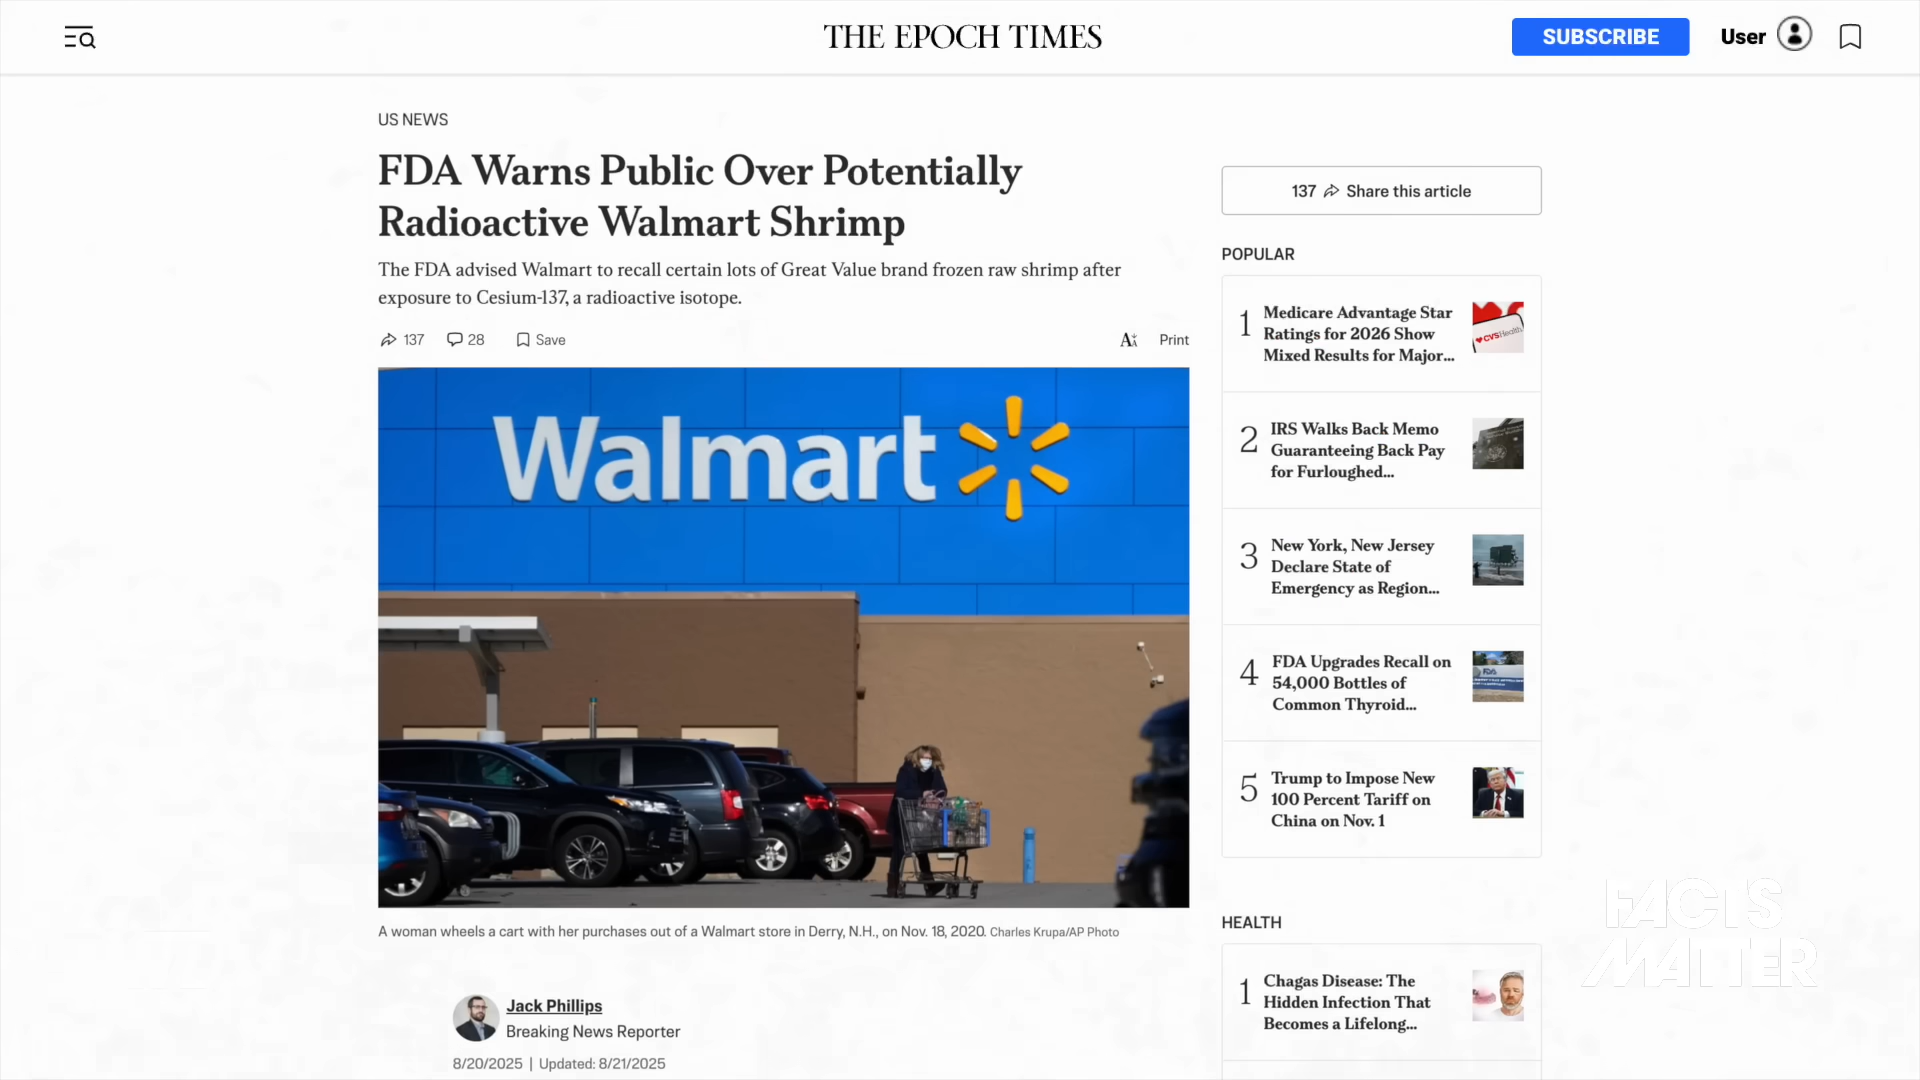 THE EPOCH TIMES
SUBSCRIBE
User
US NEWS
FDA Warns Public Over Potentially
Radioactive Walmart Shrimp
The FDA advised Walmart to recall certain lots of Great Value brand frozen raw shrimp after
exposure to Cesium-137, a radioactive isotope.
137
28
Save
Print
Walmart
A woman wheels a cart with her purchases out of a Walmart store in Derry, N.H., on Nov. 18, 2020. Charles Krupa/AP Photo
Jack Phillips
Breaking News Reporter
8/20/2025 | Updated: 8/21/2025
137 Share this article
POPULAR
1
Medicare Advantage Star
Ratings for 2026 Show
Mixed Results for Major...
CVSHealth
2
IRS Walks Back Memo
Guaranteeing Back Pay
for Furloughed...
3
New York, New Jersey
Declare State of
Emergency as Region...
4
FDA Upgrades Recall on
54,000 Bottles of
Common Thyroid...
FDA
5
Trump to Impose New
100 Percent Tariff on
China on Nov. 1
HEALTH
1
Chagas Disease: The
Hidden Infection That
Becomes a Lifelong...
FACTS
MATTER